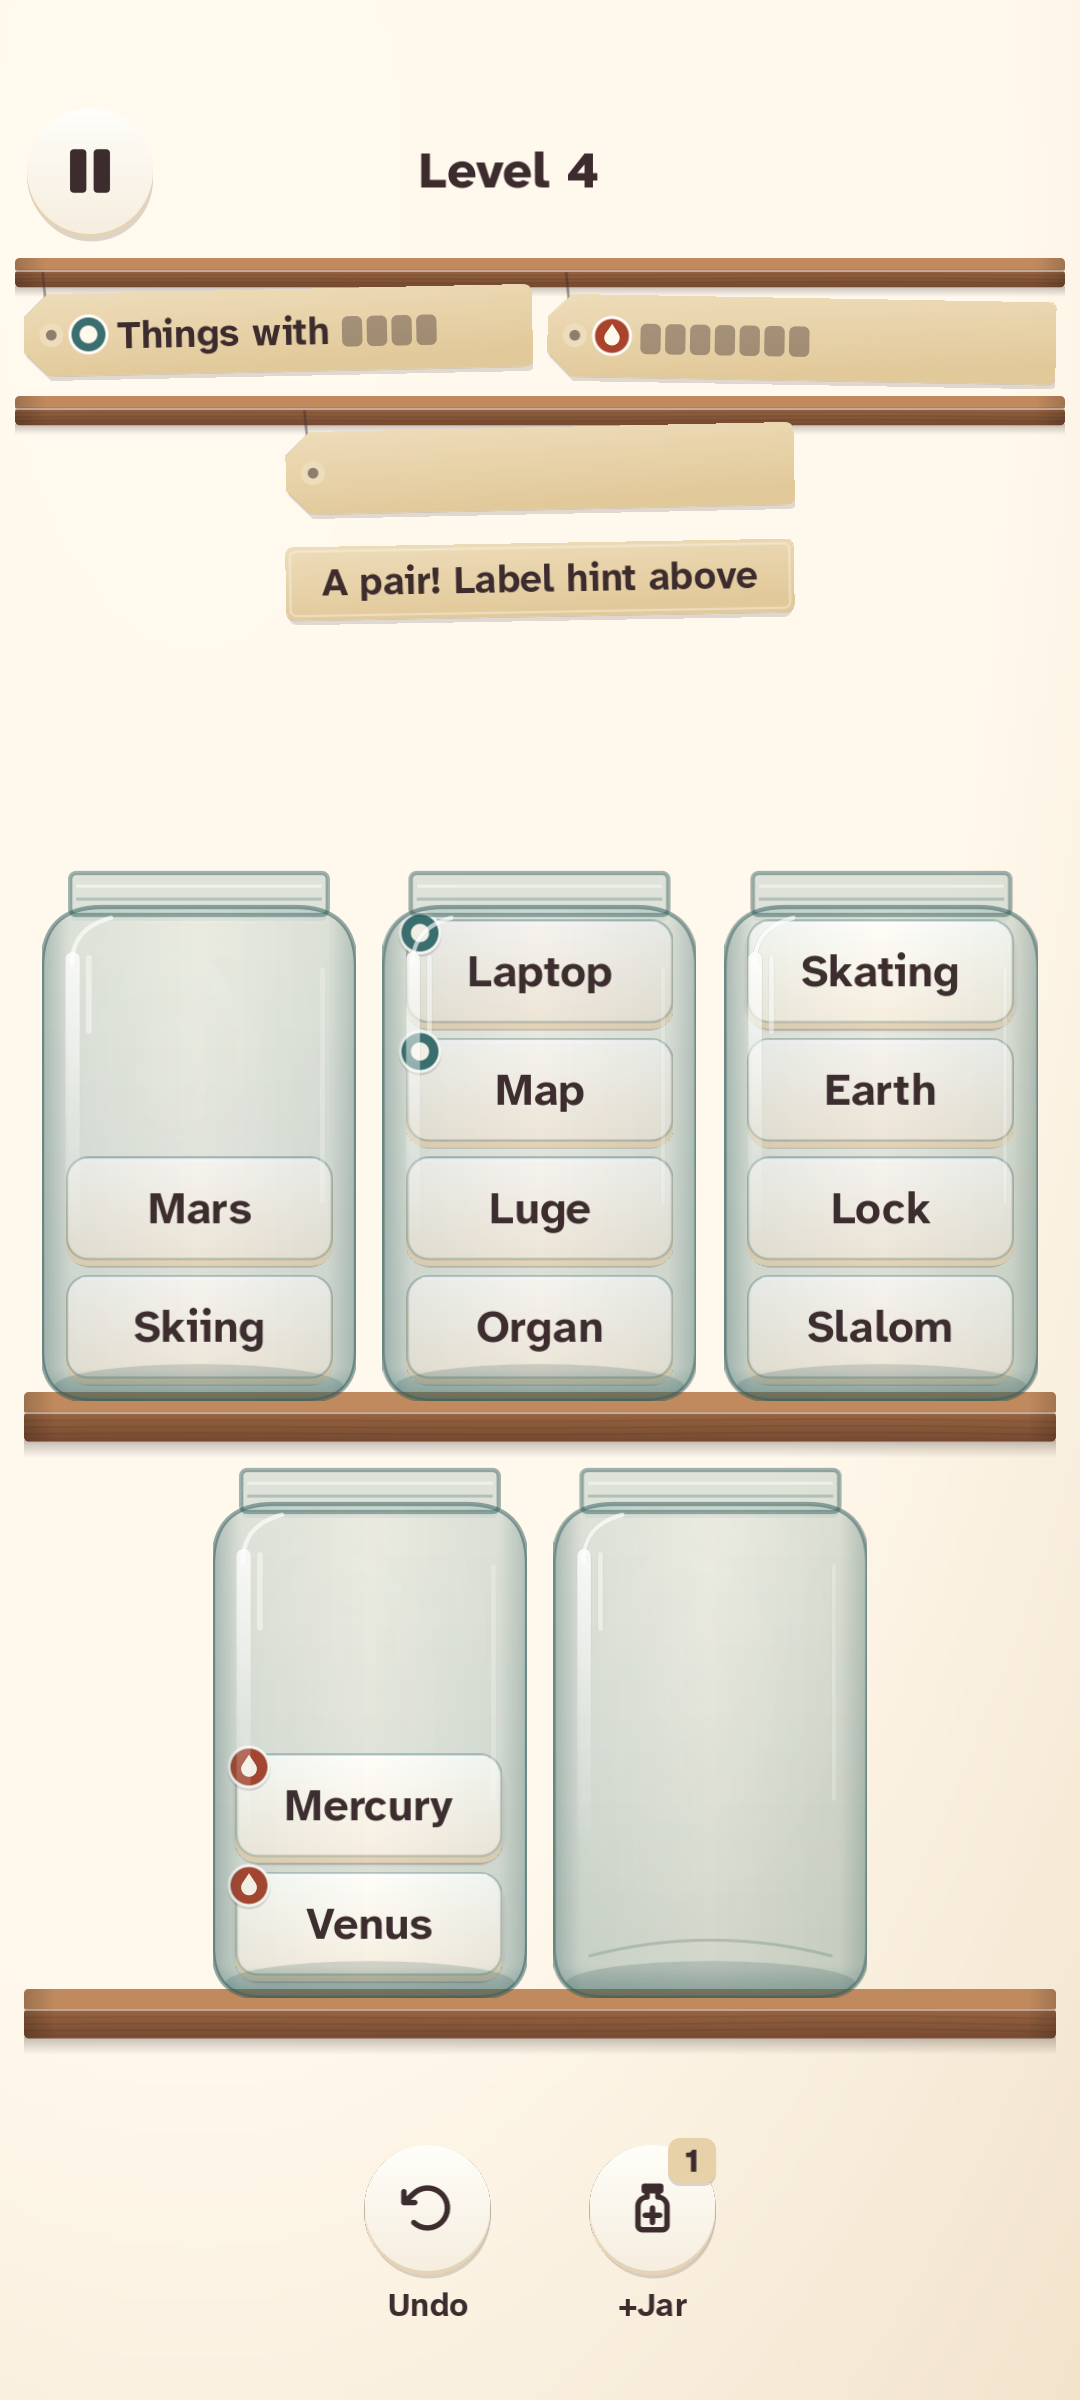 Level 4
Things with
A pair! Label hint above
Laptop
Skating
Map
Earth
Mars
Luge
Lock
Skiing
Organ
Slalom
Mercury
Venus
1
Undo
+Jar